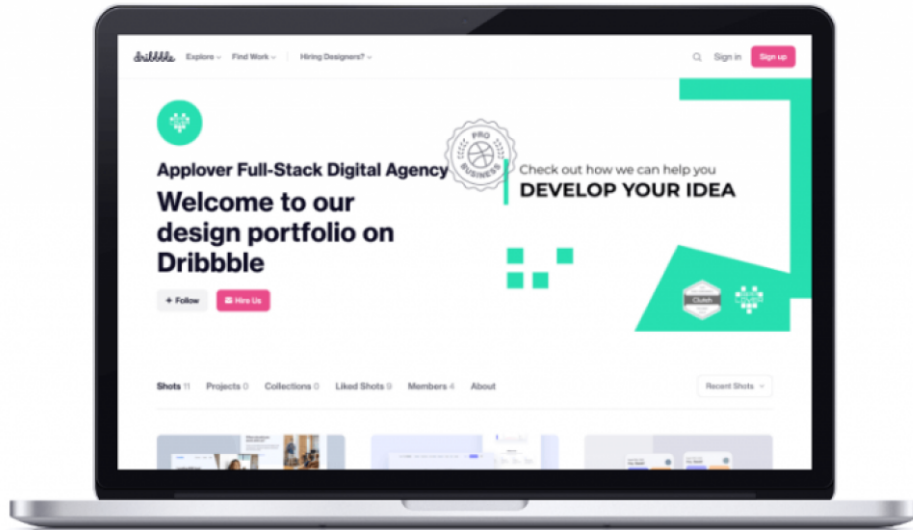 dribbble Explore Find Work Hiring Designers? Sign in Sign up
PRO
BUSINESS
Applover Full-Stack Digital Agency
Welcome to our
design portfolio on
Dribbble
+ Follow Hire Us
Check out how we can help you
DEVELOP YOUR IDEA
Clutch
Shots 11 Projects 0 Collections 0 Liked Shots 9 Members 4 About Recent Shots